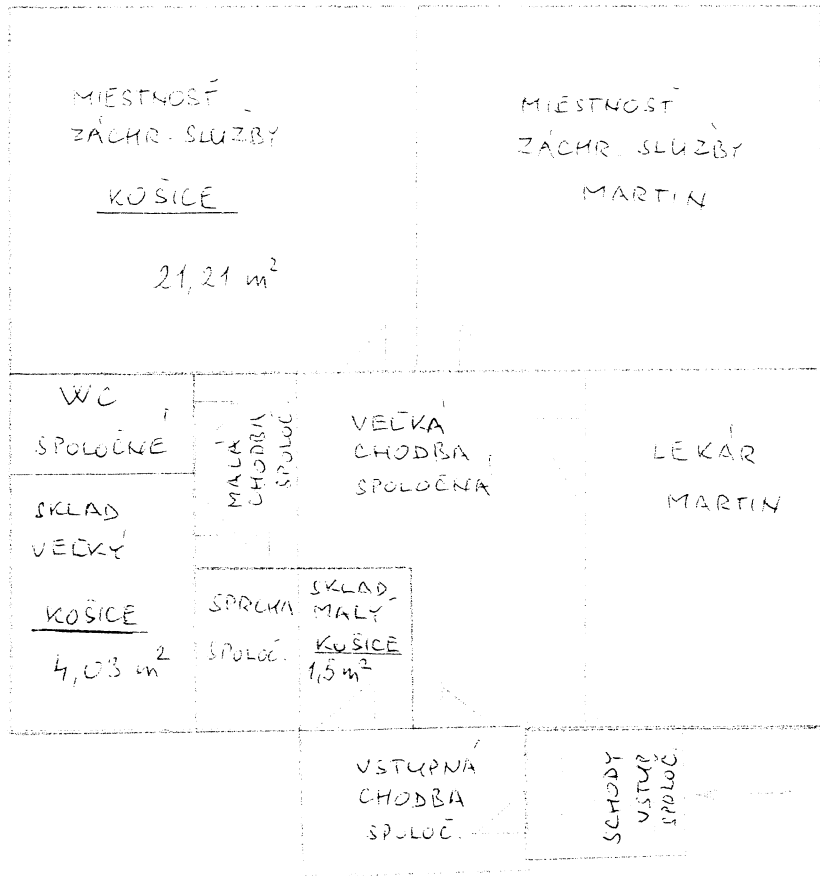 MIESTNOSŤ
ZÁCHR. SLUŽBY
KOŠICE
21,21 m²
MIESTNOSŤ
ZÁCHR. SLUŽBY
MARTIN
WC
SPOLOČNÉ
MALÁ
CHODBA
SPOLOČ.
VEĽKÁ
CHODBA
SPOLOČNÁ
LEKÁR
MARTIN
SKLAD
VEĽKÝ
KOŠICE
4,03 m²
SPRCHA
SPOLOČ.
SKLAD
MALÝ
KOŠICE
1,5 m²
VSTUPNÁ
CHODBA
SPOLOČ.
SCHODY
VSTUP
SPOLOČ.